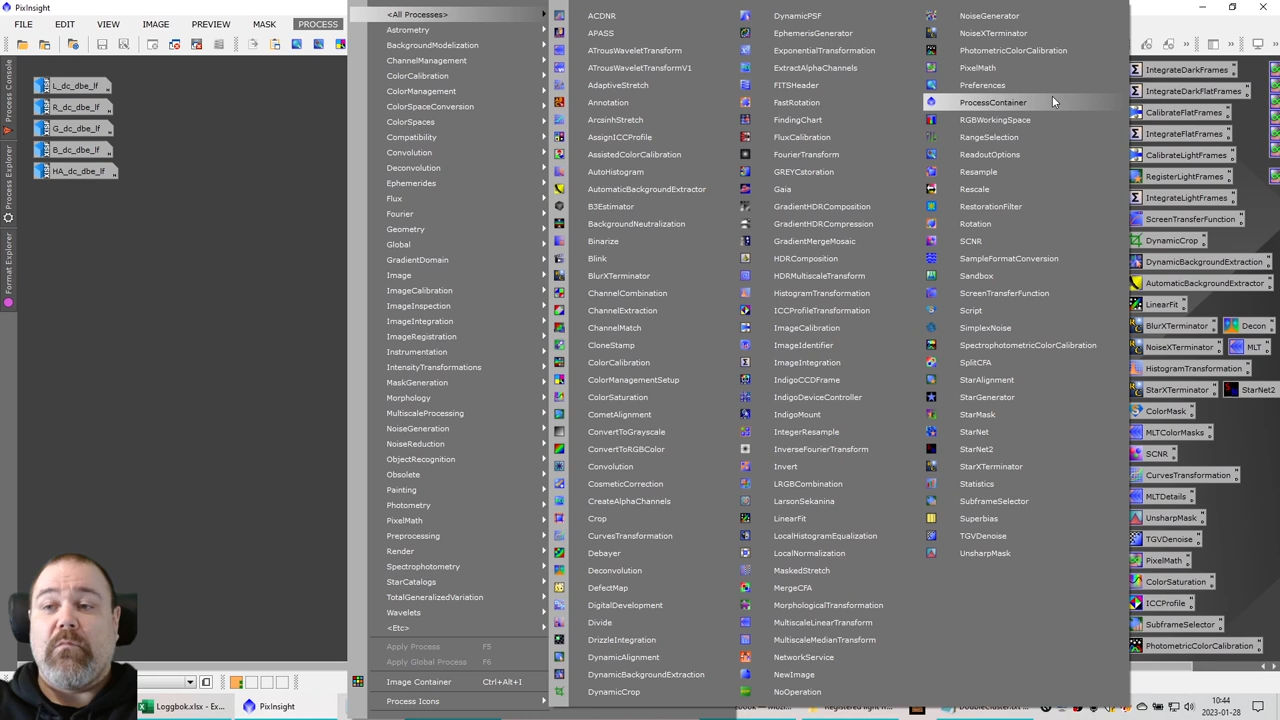 PixInsight
FILE
EDIT
VIEW
IMAGE
MASK
PROCESS
Process Console
Process Explorer
Format Explorer
L_dc_dbe_lf
R_dc_dbe_lf
G_dc_dbe_lf
B_dc_dbe_lf
HA_dc_dbe_lf
<All Processes>
Astrometry
BackgroundModelization
ChannelManagement
ColorCalibration
ColorManagement
ColorSpaceConversion
ColorSpaces
Compatibility
Convolution
Deconvolution
Ephemerides
Flux
Fourier
Geometry
Global
GradientDomain
Image
ImageCalibration
ImageInspection
ImageIntegration
ImageRegistration
Instrumentation
IntensityTransformations
MaskGeneration
Morphology
MultiscaleProcessing
NoiseGeneration
NoiseReduction
ObjectRecognition
Obsolete
Painting
Photometry
PixelMath
Preprocessing
Render
Spectrophotometry
StarCatalogs
TotalGeneralizedVariation
Wavelets
<Etc>
Apply Process F5
Apply Global Process F6
Image Container Ctrl+Alt+I
Process Icons
ACDNR
APASS
ATrousWaveletTransform
ATrousWaveletTransformV1
AdaptiveStretch
Annotation
ArcsinhStretch
AssignICCProfile
AssistedColorCalibration
AutoHistogram
AutomaticBackgroundExtractor
B3Estimator
BackgroundNeutralization
Binarize
Blink
BlurXTerminator
ChannelCombination
ChannelExtraction
ChannelMatch
CloneStamp
ColorCalibration
ColorManagementSetup
ColorSaturation
CometAlignment
ConvertToGrayscale
ConvertToRGBColor
Convolution
CosmeticCorrection
CreateAlphaChannels
Crop
CurvesTransformation
Debayer
Deconvolution
DefectMap
DigitalDevelopment
Divide
DrizzleIntegration
DynamicAlignment
DynamicBackgroundExtraction
DynamicCrop
DynamicPSF
EphemerisGenerator
ExponentialTransformation
ExtractAlphaChannels
FITSHeader
FastRotation
FindingChart
FluxCalibration
FourierTransform
GREYCstoration
Gaia
GradientHDRComposition
GradientHDRCompression
GradientMergeMosaic
HDRComposition
HDRMultiscaleTransform
HistogramTransformation
ICCProfileTransformation
ImageCalibration
ImageIdentifier
ImageIntegration
IndigoCCDFrame
IndigoDeviceController
IndigoMount
IntegerResample
InverseFourierTransform
Invert
LRGBCombination
LarsonSekanina
LinearFit
LocalHistogramEqualization
LocalNormalization
MaskedStretch
MergeCFA
MorphologicalTransformation
MultiscaleLinearTransform
MultiscaleMedianTransform
NetworkService
NewImage
NoOperation
NoiseGenerator
NoiseXTerminator
PhotometricColorCalibration
PixelMath
Preferences
ProcessContainer
RGBWorkingSpace
RangeSelection
ReadoutOptions
Resample
Rescale
RestorationFilter
Rotation
SCNR
SampleFormatConversion
Sandbox
ScreenTransferFunction
Script
SimplexNoise
SpectrophotometricColorCalibration
SplitCFA
StarAlignment
StarGenerator
StarMask
StarNet
StarNet2
StarXTerminator
Statistics
SubframeSelector
Superbias
TGVDenoise
UnsharpMask
IntegrateDarkFrames
CalibrateFlatFrames
IntegrateFlatFrames
CalibrateLightFrames
RegisterLightFrames
IntegrateLightFrames
ScreenTransferFunction
DynamicCrop
DynamicBackgroundExtraction
AutomaticBackgroundExtractor
LinearFit
BlurXTerminator Decon
NoiseXTerminator MLT
HistogramTransformation
StarXTerminator StarNet2
ColorMasks
MLTColorMasks
SCNR
MLTDetails
UnsharpMask
ICCProfile
PhotometricColorCalibration
Loggbok.xlsx - Ex...
10:44
2023-01-28